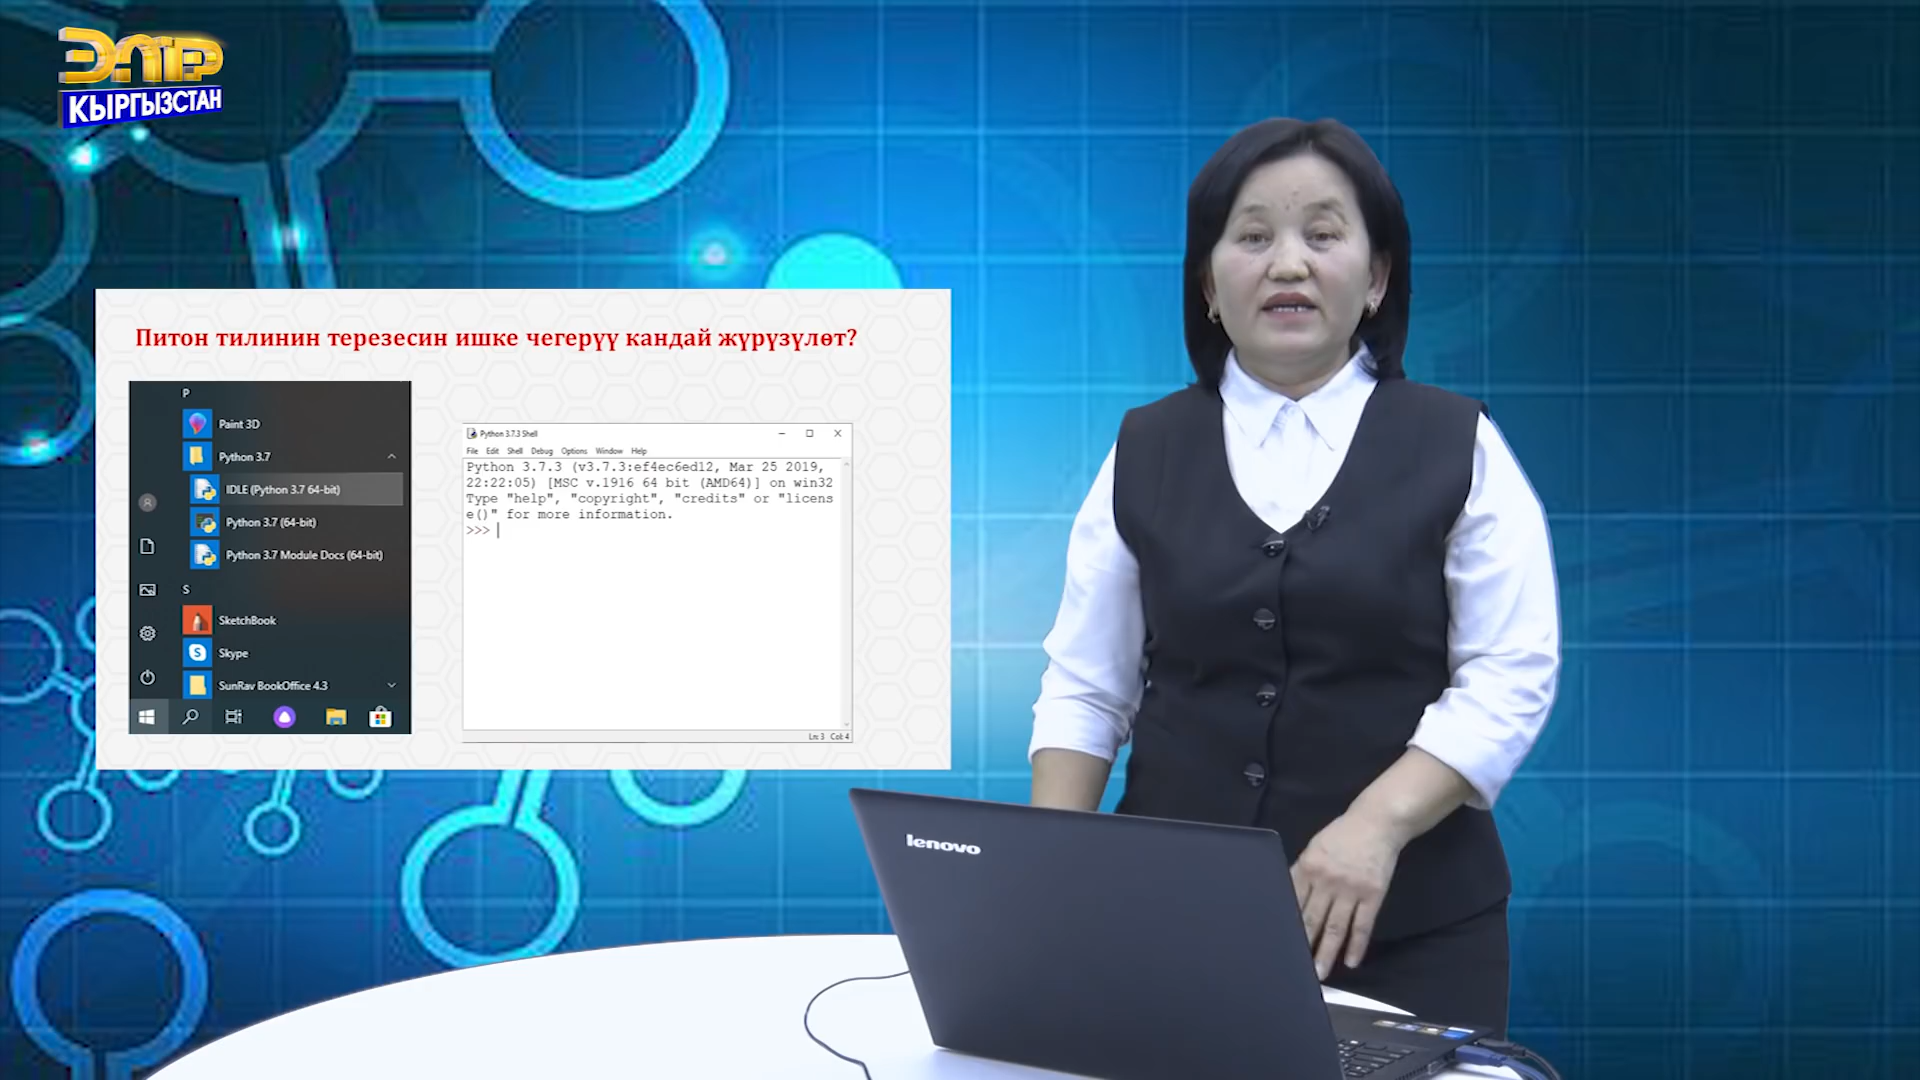 ЭЛТР
КЫРГЫЗСТАН
Питон тилинин терезесин ишке чегерүү кандай жүрүзүлөт?
P
Paint 3D
Python 3.7
IDLE (Python 3.7 64-bit)
Python 3.7 (64-bit)
Python 3.7 Module Docs (64-bit)
S
SketchBook
Skype
SunRav BookOffice 4.3
Python 3.7.3 Shell
File Edit Shell Debug Options Window Help
Python 3.7.3 (v3.7.3:ef4ec6ed12, Mar 25 2019,
22:22:05) [MSC v.1916 64 bit (AMD64)] on win32
Type "help", "copyright", "credits" or "licens
e()" for more information.
>>>
Ln: 3 Col: 4
lenovo